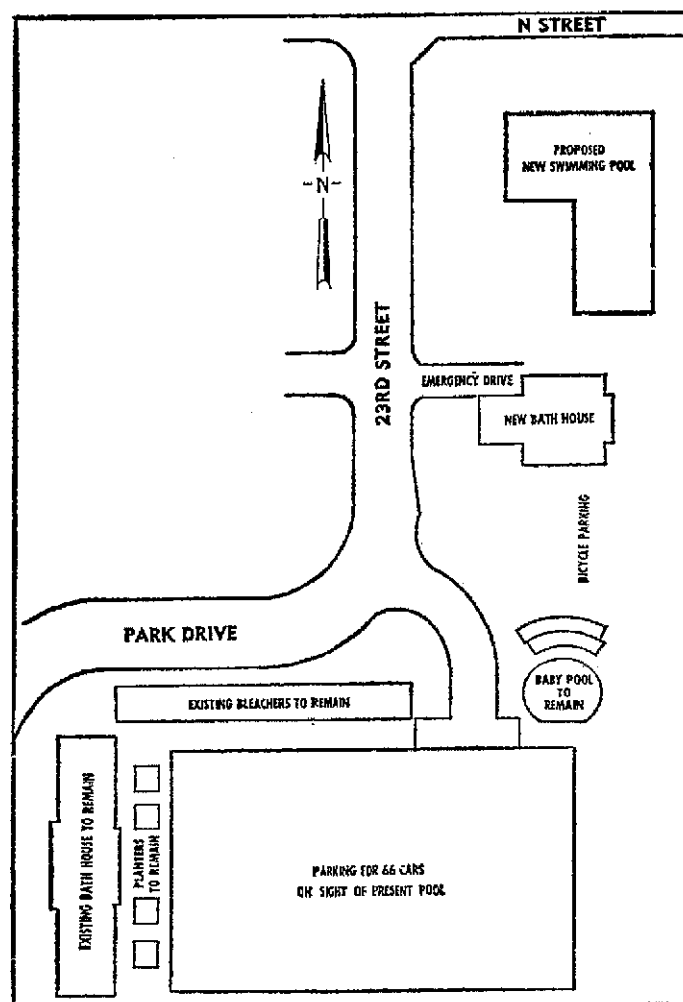 N STREET
PROPOSED
NEW SWIMMING POOL
-N-
23RD STREET
EMERGENCY DRIVE
NEW BATH HOUSE
BICYCLE PARKING
PARK DRIVE
BABY POOL
TO
REMAIN
EXISTING BLEACHERS TO REMAIN
EXISTING BATH HOUSE TO REMAIN
PLANTERS
TO REMAIN
PARKING FOR 66 CARS
ON SIGHT OF PRESENT POOL